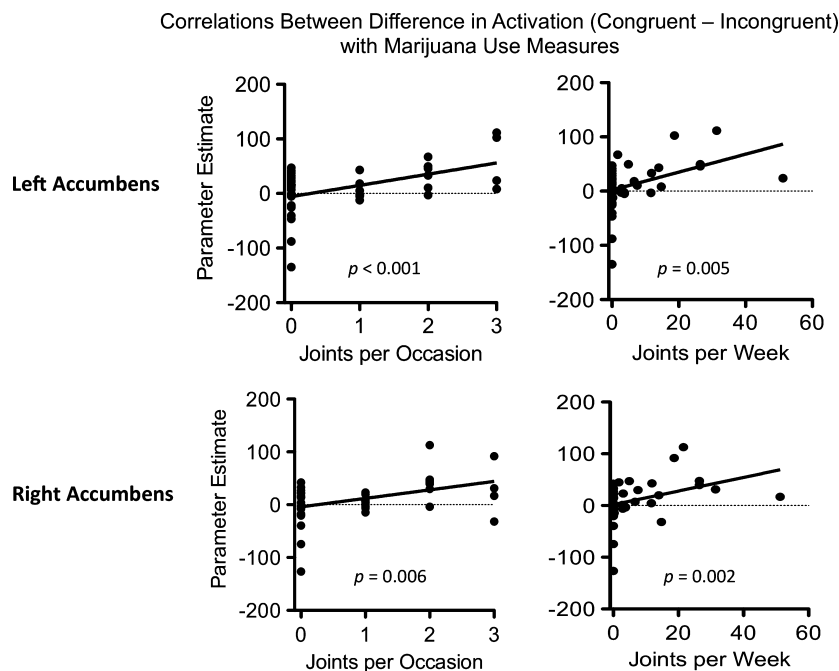 Correlations Between Difference in Activation (Congruent – Incongruent)
with Marijuana Use Measures
Left Accumbens
Parameter Estimate
200
100
0
-100
-200
p < 0.001
0 1 2 3
Joints per Occasion
200
100
0
-100
-200
p = 0.005
0 20 40 60
Joints per Week
Right Accumbens
Parameter Estimate
200
100
0
-100
-200
p = 0.006
0 1 2 3
Joints per Occasion
200
100
0
-100
-200
p = 0.002
0 20 40 60
Joints per Week